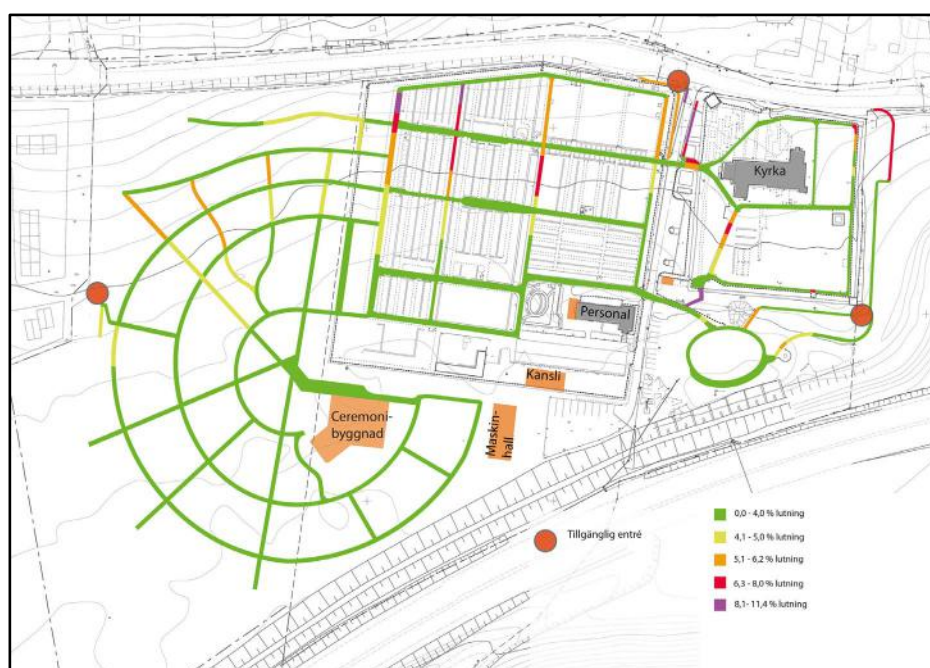 Kyrka
Personal
Kansli
Ceremoni-
byggnad
Maskin-
hall
Tillgänglig entré
0,0 - 4,0 % lutning
4,1 - 5,0 % lutning
5,1 - 6,2 % lutning
6,3 - 8,0 % lutning
8,1- 11,4 % lutning